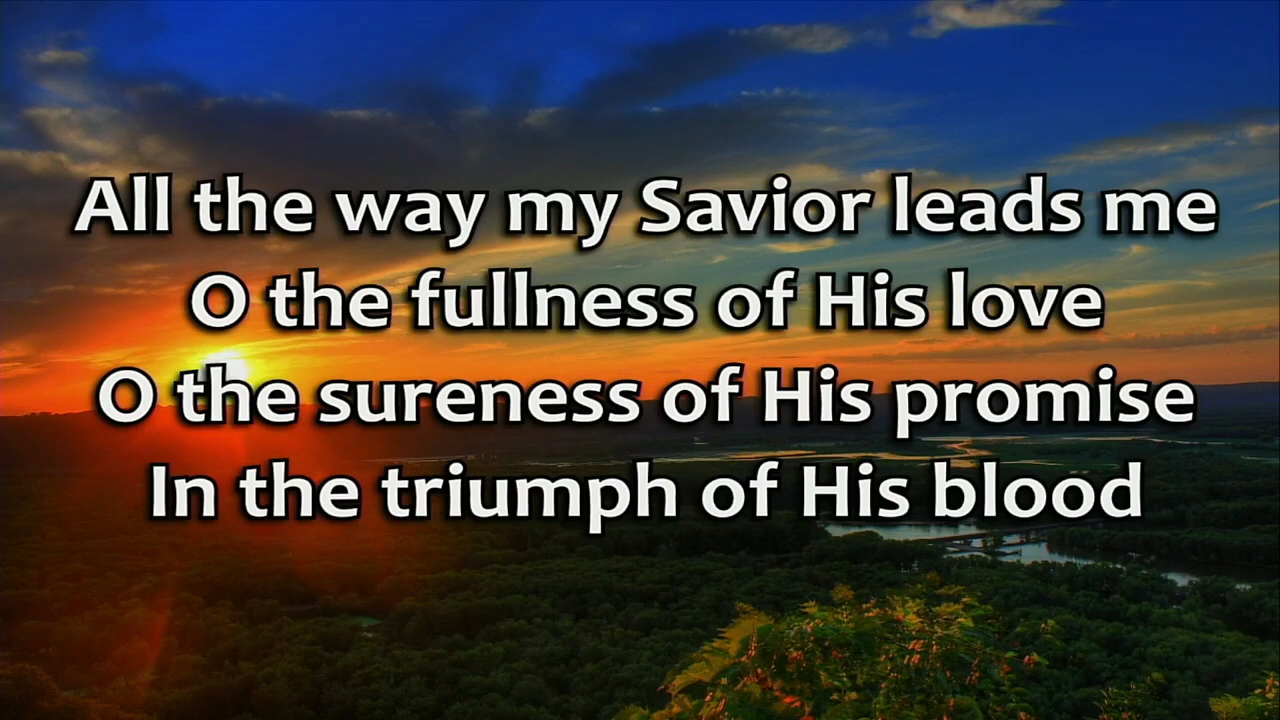 All the way my Savior leads me
O the fullness of His love
O the sureness of His promise
In the triumph of His blood